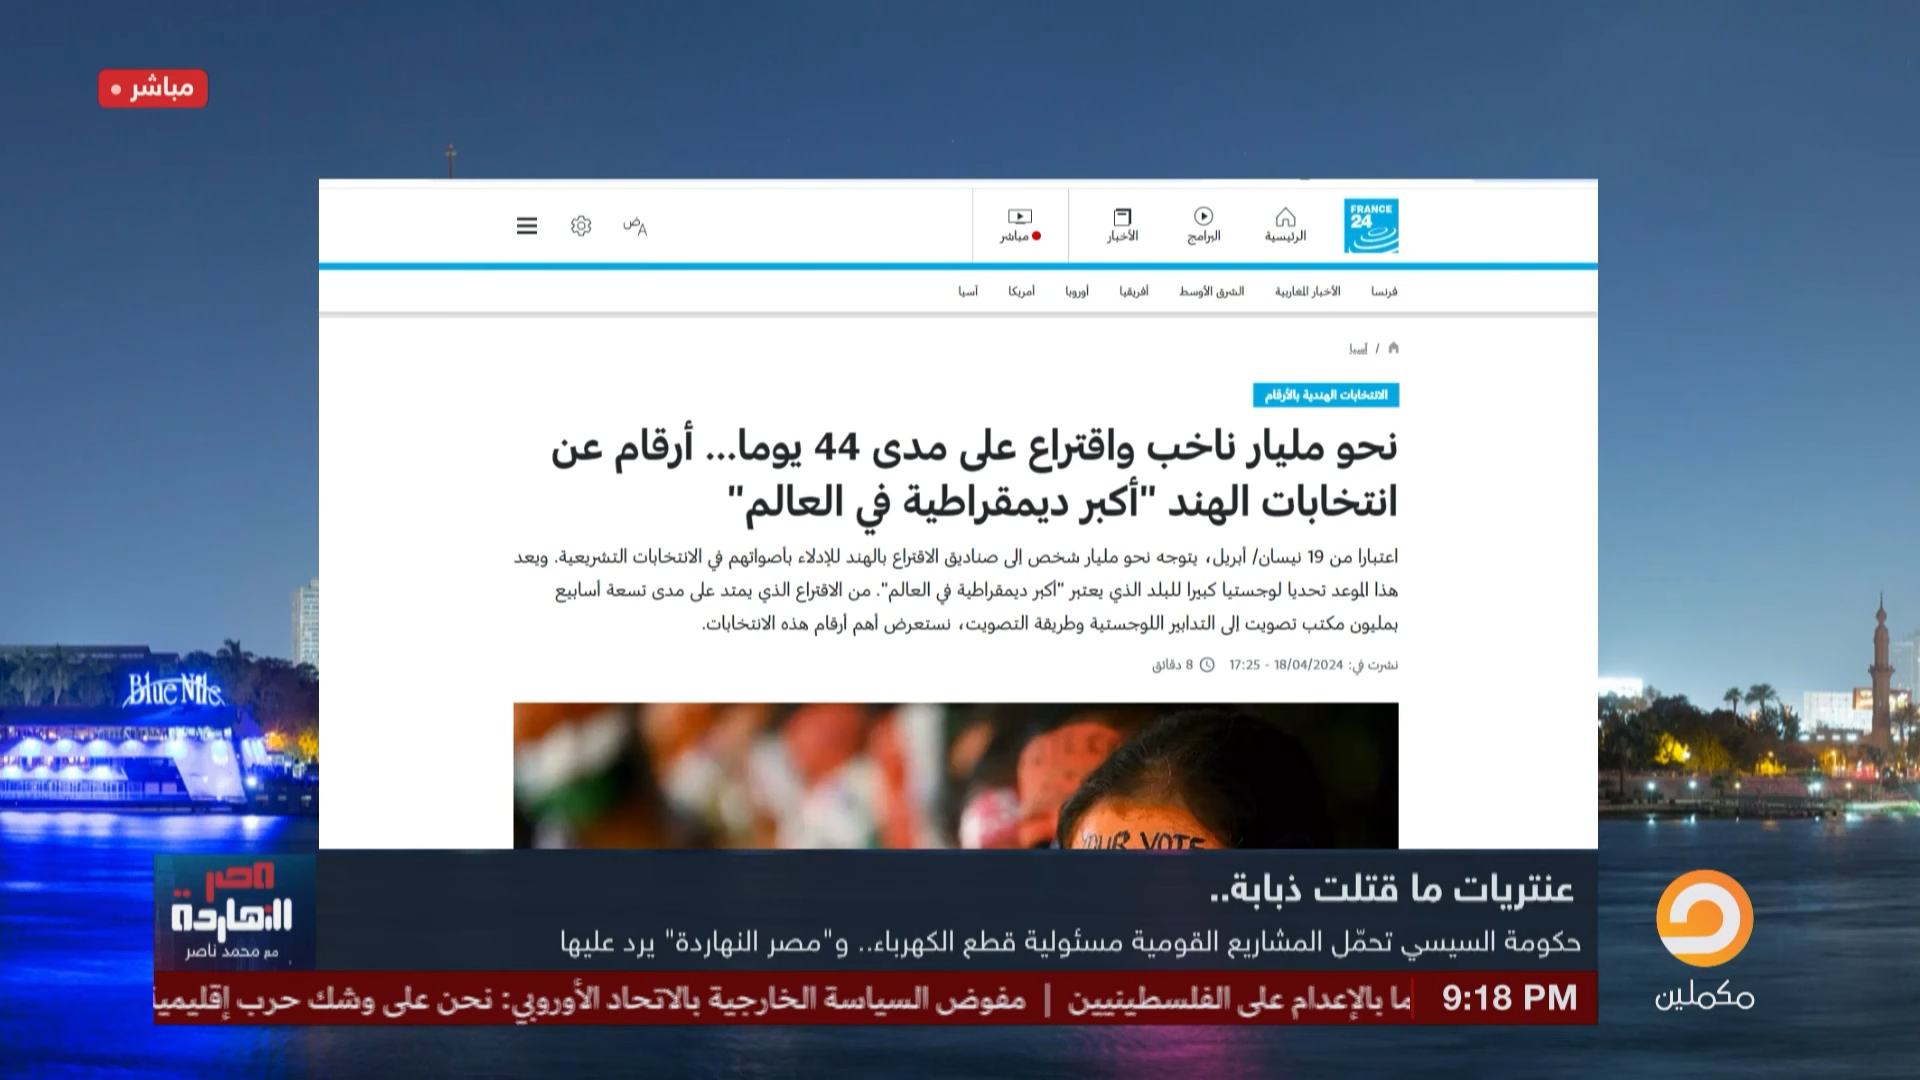 مباشر
FRANCE 24
الرئيسية
البرامج
الأخبار
مباشر
فرنسا
الأخبار المغاربية
الشرق الأوسط
أفريقيا
أوروبا
أمريكا
آسيا
/ آسيا
الانتخابات الهندية بالأرقام
نحو مليار ناخب واقتراع على مدى 44 يوما... أرقام عن
انتخابات الهند "أكبر ديمقراطية في العالم"
اعتبارا من 19 نيسان/ أبريل، يتوجه نحو مليار شخص إلى صناديق الاقتراع بالهند للإدلاء بأصواتهم في الانتخابات التشريعية. ويعد
هذا الموعد تحديا لوجستيا كبيرا للبلد الذي يعتبر "أكبر ديمقراطية في العالم". من الاقتراع الذي يمتد على مدى تسعة أسابيع
بمليون مكتب تصويت إلى التدابير اللوجستية وطريقة التصويت، نستعرض أهم أرقام هذه الانتخابات.
نشرت في: 18/04/2024 - 17:25 8 دقائق
Blue Nile
YOUR VOTE
عنتريات ما قتلت ذبابة..
حكومة السيسي تحمّل المشاريع القومية مسئولية قطع الكهرباء.. و"مصر النهاردة" يرد عليها
مصر
النهاردة
مع محمد ناصر
9:18 PM
ما بالإعدام على الفلسطينيين | مفوض السياسة الخارجية بالاتحاد الأوروبي: نحن على وشك حرب إقليمية
مكملين